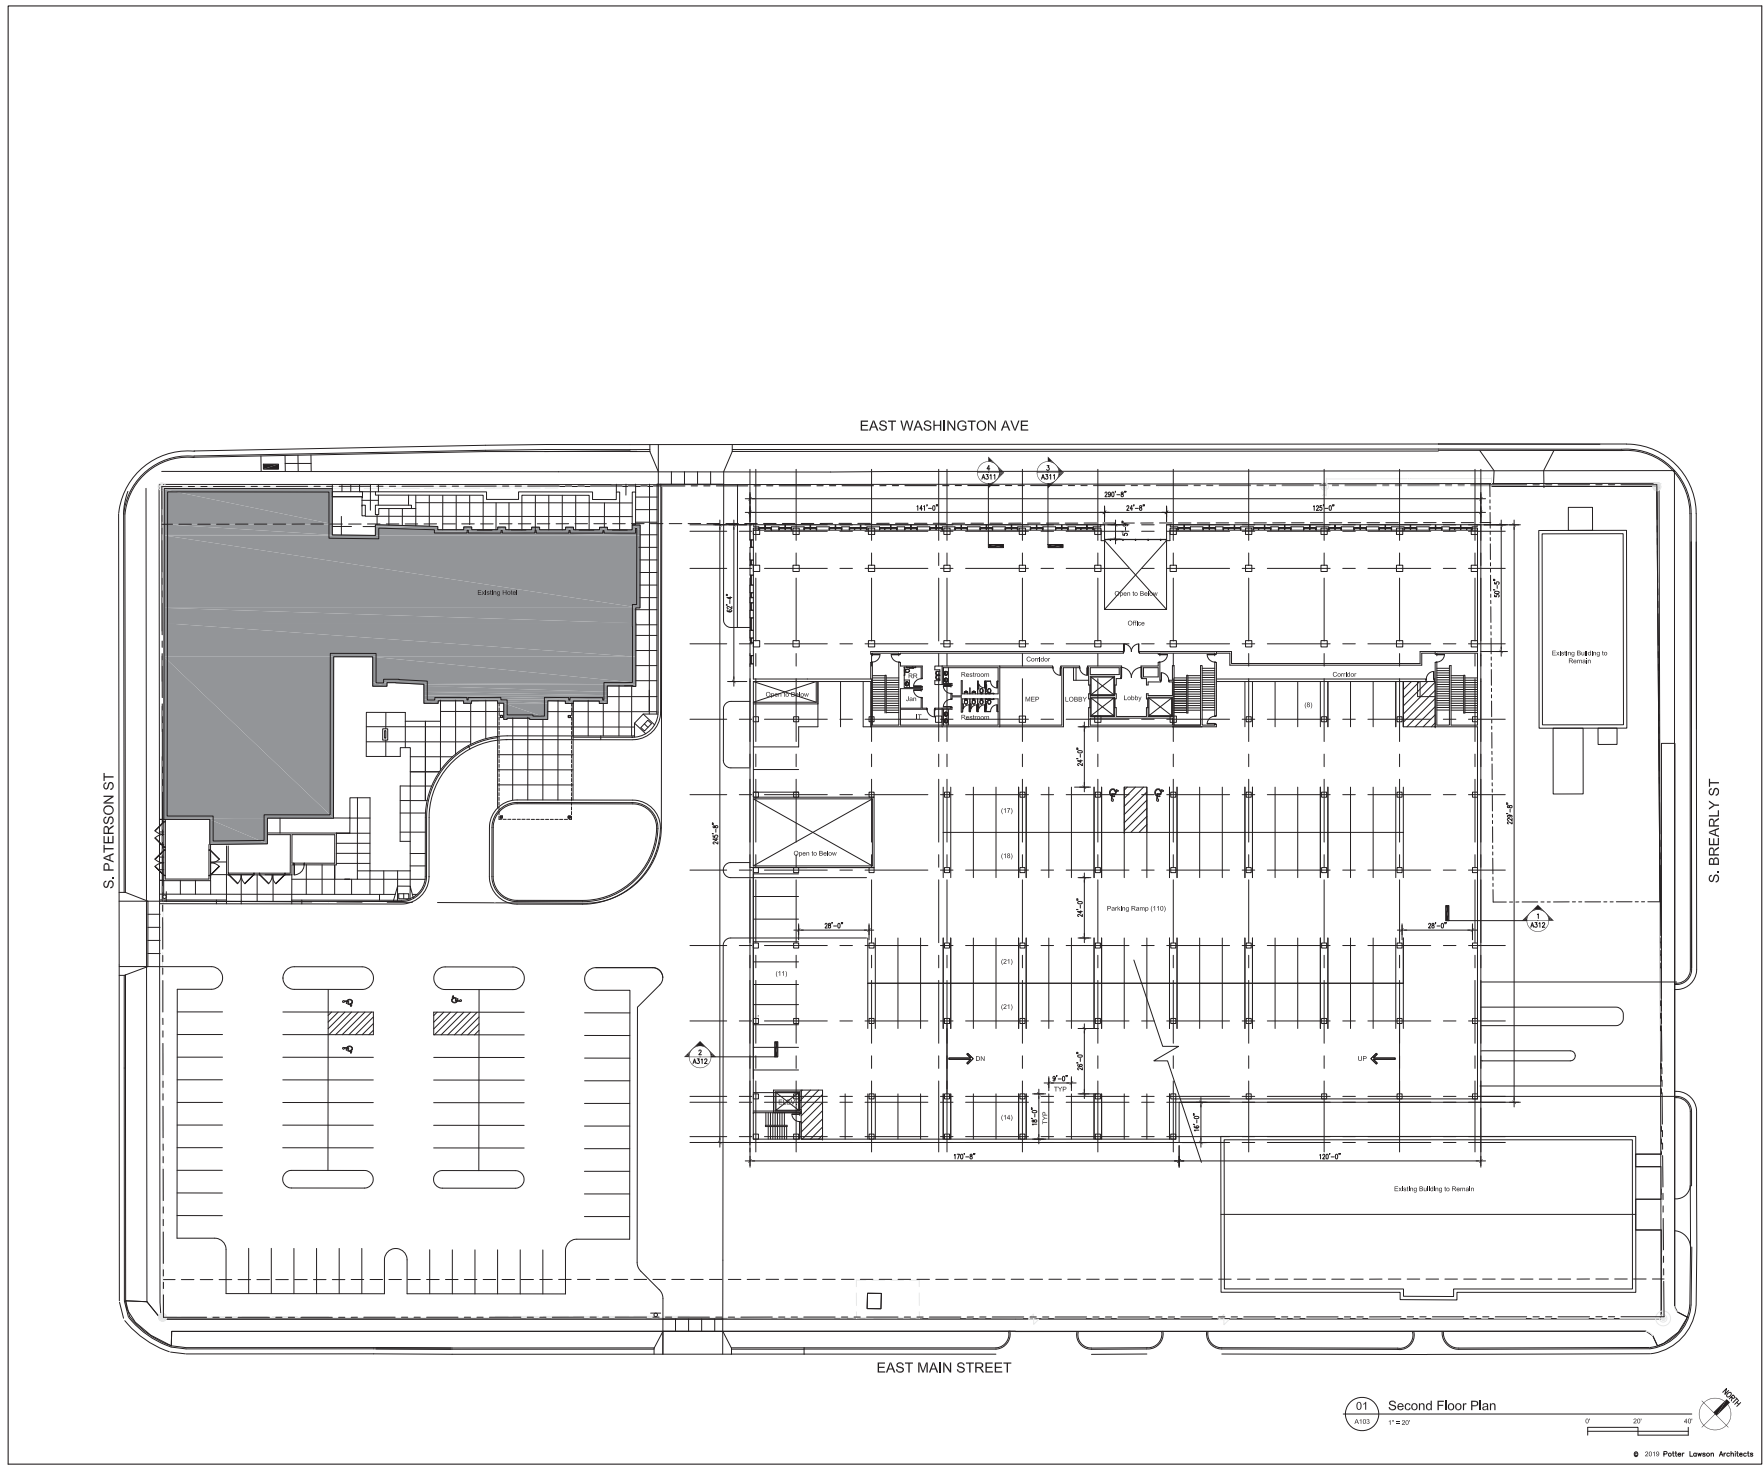 EAST WASHINGTON AVE
4
A311
3
A311
290'-8"
141'-0"
24'-8"
125'-0"
5'-0"
50'-5"
62'-4"
Existing Hotel
Open to Below
Office
Existing Building to
Remain
Corridor
RR
Restroom
Corridor
Open to Below
Jan
MEP
LOBBY
Lobby
(8)
IT
Restroom
24'-0"
S. PATERSON ST
S. BREARLY ST
(17)
229'-8"
245'-8"
Open to Below
(18)
24'-0"
Parking Ramp (110)
28'-0"
28'-0"
1
A312
(11)
(21)
(21)
2
A312
DN
26'-0"
UP
9'-0"
TYP
18'-0"
TYP
(14)
16'-0"
170'-8"
120'-0"
Existing Building to Remain
EAST MAIN STREET
01
A103
Second Floor Plan
1" = 20'
0'
20'
40'
NORTH
© 2019 Potter Lawson Architects